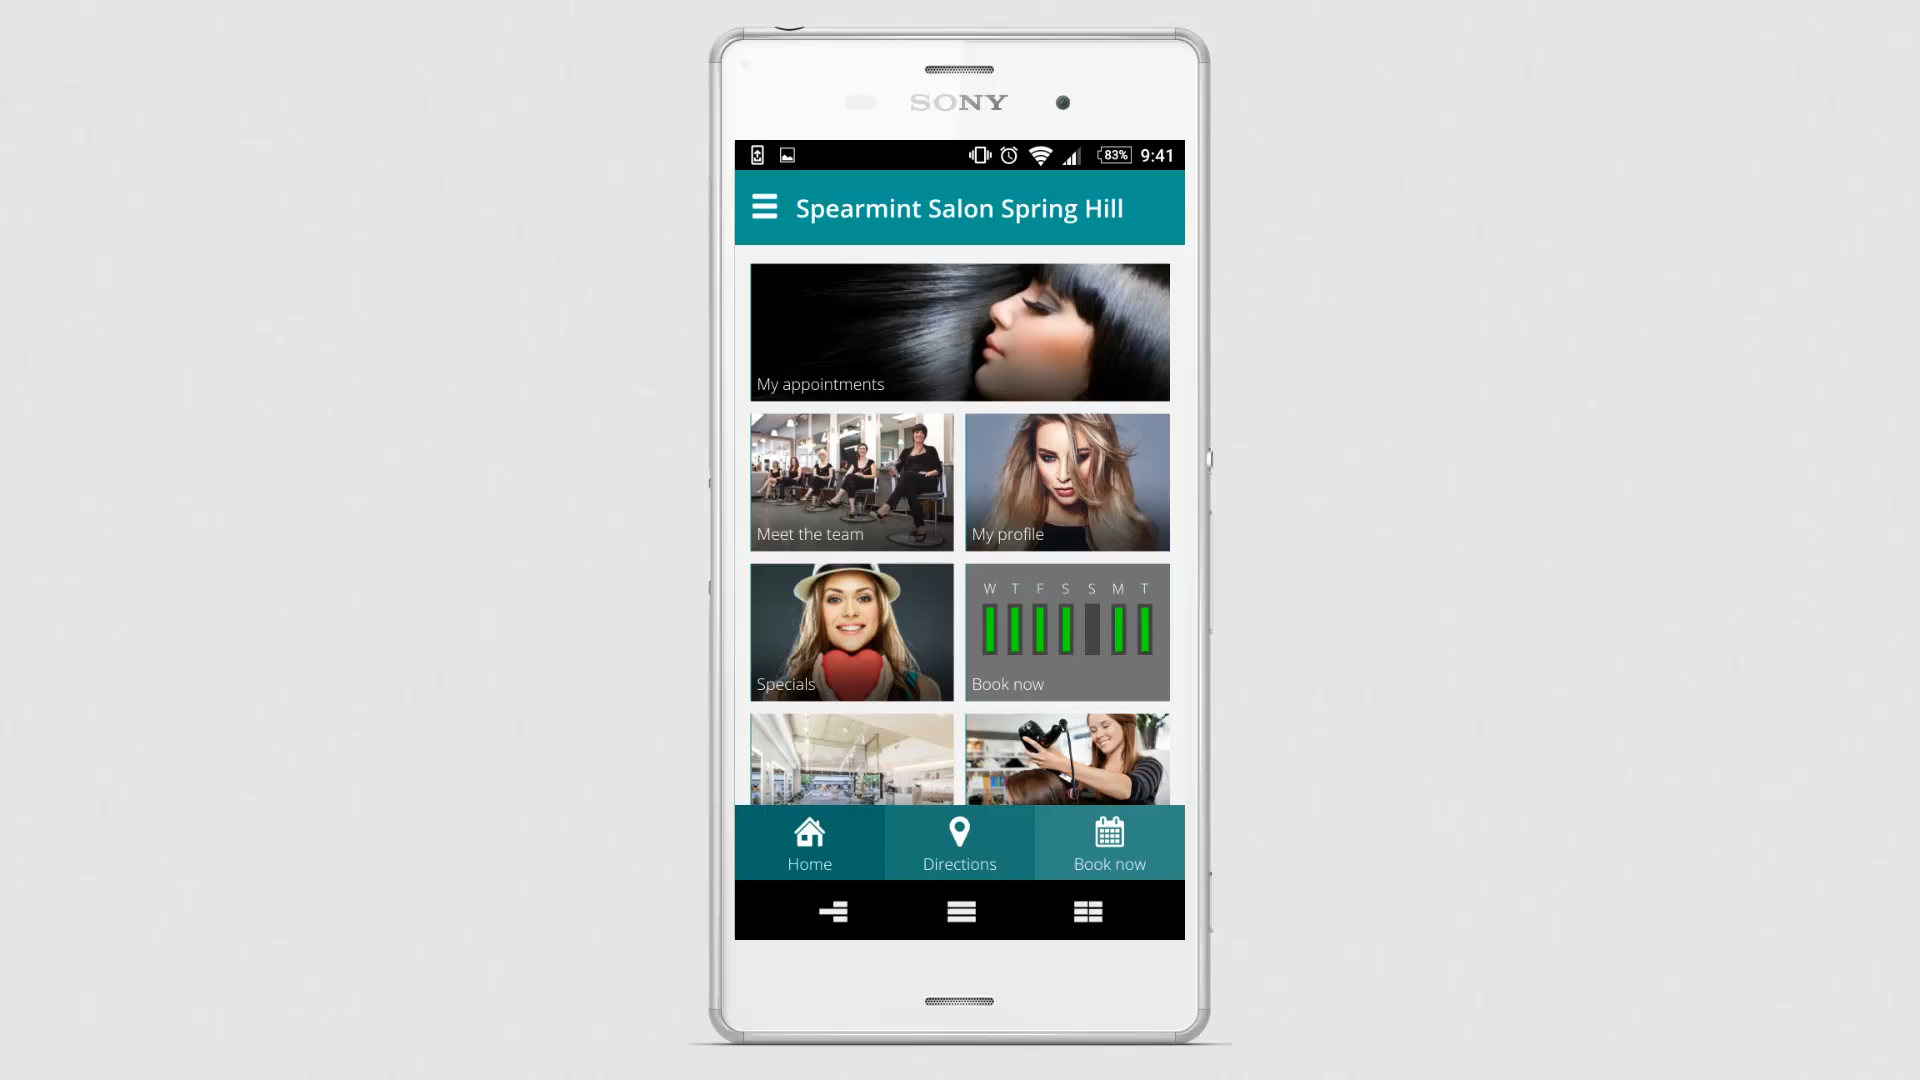 SONY
83% 9:41
Spearmint Salon Spring Hill
My appointments
Meet the team
My profile
W T F S S M T
Specials
Book now
Home
Directions
Book now